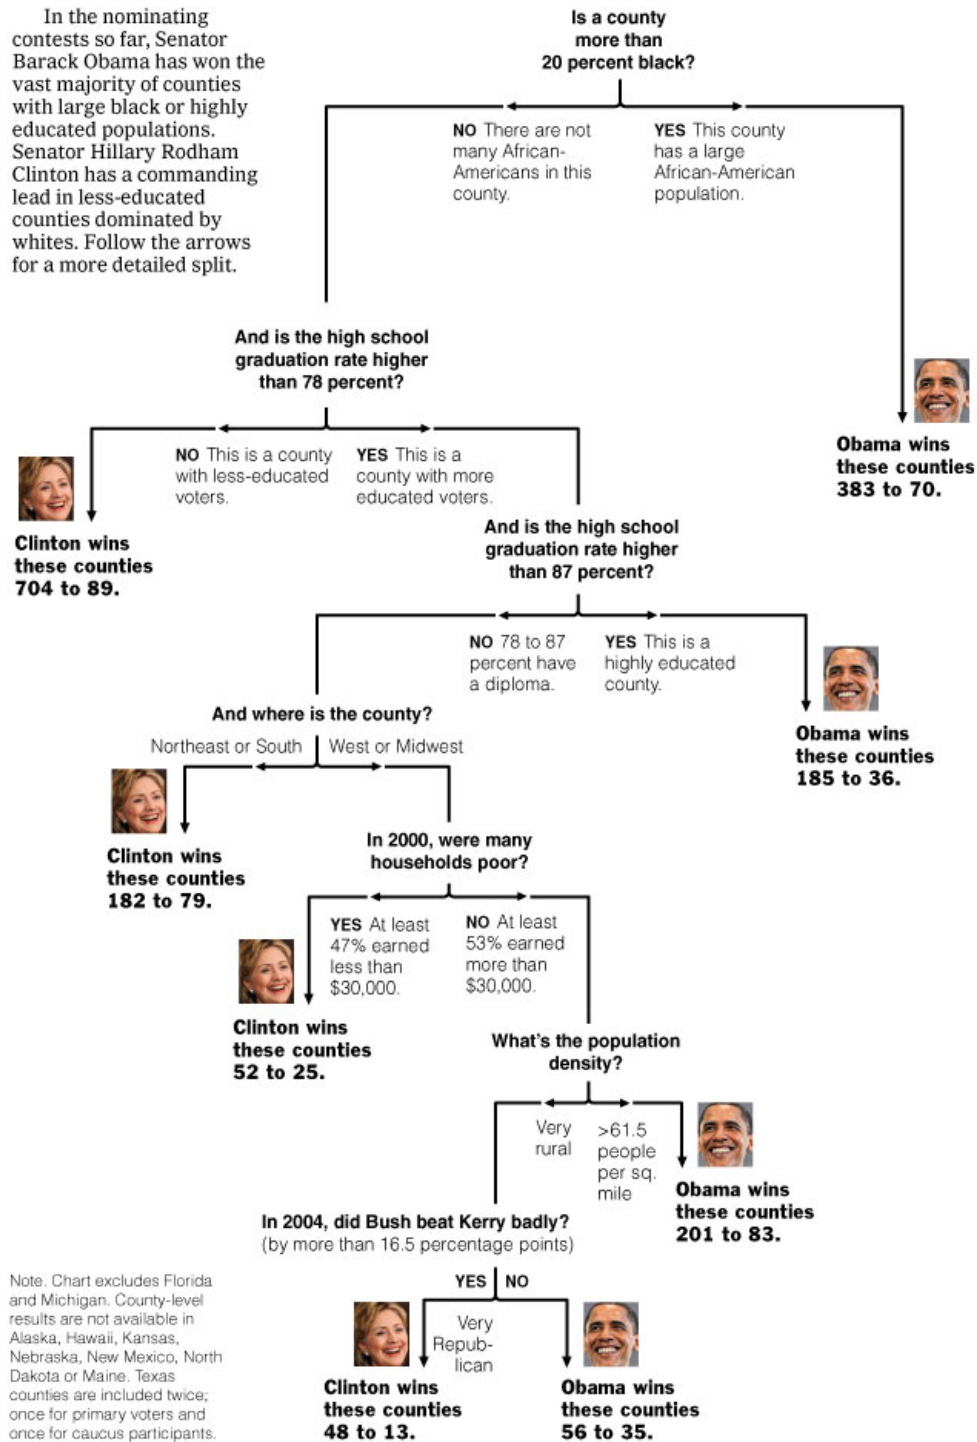 In the nominating
contests so far, Senator
Barack Obama has won the
vast majority of counties
with large black or highly
educated populations.
Senator Hillary Rodham
Clinton has a commanding
lead in less-educated
counties dominated by
whites. Follow the arrows
for a more detailed split.
Is a county
more than
20 percent black?
NO There are not
many African-
Americans in this
county.
YES This county
has a large
African-American
population.
And is the high school
graduation rate higher
than 78 percent?
Obama wins
these counties
383 to 70.
NO This is a county
with less-educated
voters.
YES This is a
county with more
educated voters.
Clinton wins
these counties
704 to 89.
And is the high school
graduation rate higher
than 87 percent?
NO 78 to 87
percent have
a diploma.
YES This is a
highly educated
county.
Obama wins
these counties
185 to 36.
And where is the county?
Northeast or South
West or Midwest
Clinton wins
these counties
182 to 79.
In 2000, were many
households poor?
YES At least
47% earned
less than
$30,000.
NO At least
53% earned
more than
$30,000.
Clinton wins
these counties
52 to 25.
What's the population
density?
Very
rural
>61.5
people
per sq.
mile
Obama wins
these counties
201 to 83.
In 2004, did Bush beat Kerry badly?
(by more than 16.5 percentage points)
YES
NO
Very
Repub-
lican
Clinton wins
these counties
48 to 13.
Obama wins
these counties
56 to 35.
Note. Chart excludes Florida
and Michigan. County-level
results are not available in
Alaska, Hawaii, Kansas,
Nebraska, New Mexico, North
Dakota or Maine. Texas
counties are included twice;
once for primary voters and
once for caucus participants.